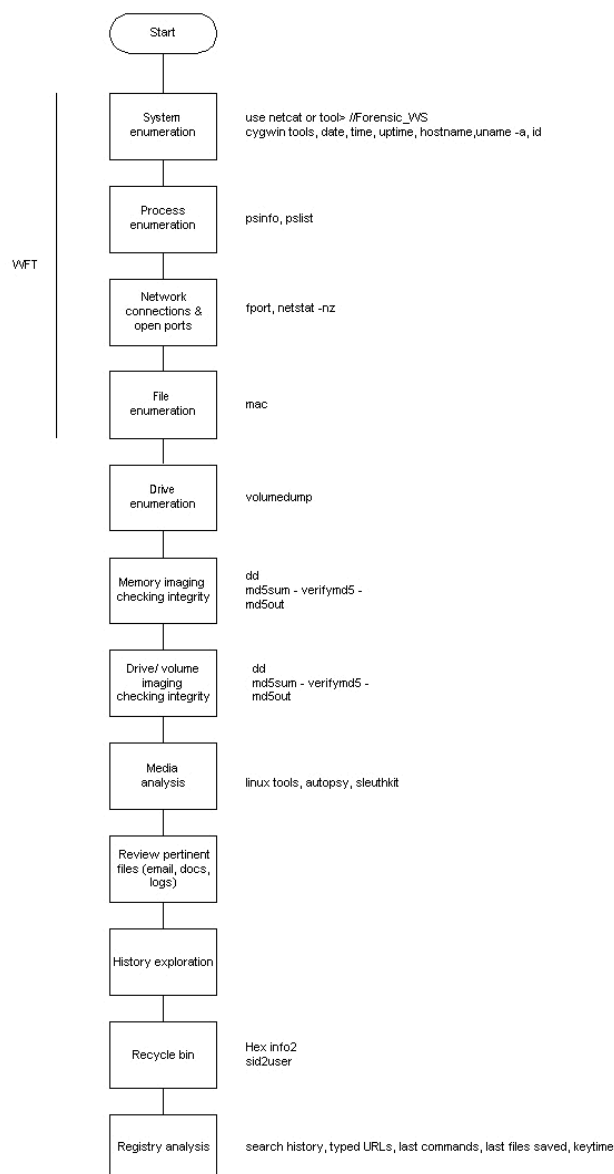 Start
System
enumeration
use netcat or tool> //Forensic_WS
cygwin tools, date, time, uptime, hostname,uname -a, id
Process
enumeration
psinfo, pslist
WFT
Network
connections &
open ports
fport, netstat -nz
File
enumeration
mac
Drive
enumeration
volumedump
Memory imaging
checking integrity
dd
md5sum - verifymd5 -
md5out
Drive/ volume
imaging
checking integrity
dd
md5sum - verifymd5 -
md5out
Media
analysis
linux tools, autopsy, sleuthkit
Review pertinent
files (email, docs,
logs)
History exploration
Recycle bin
Hex info2
sid2user
Registry analysis
search history, typed URLs, last commands, last files saved, keytime